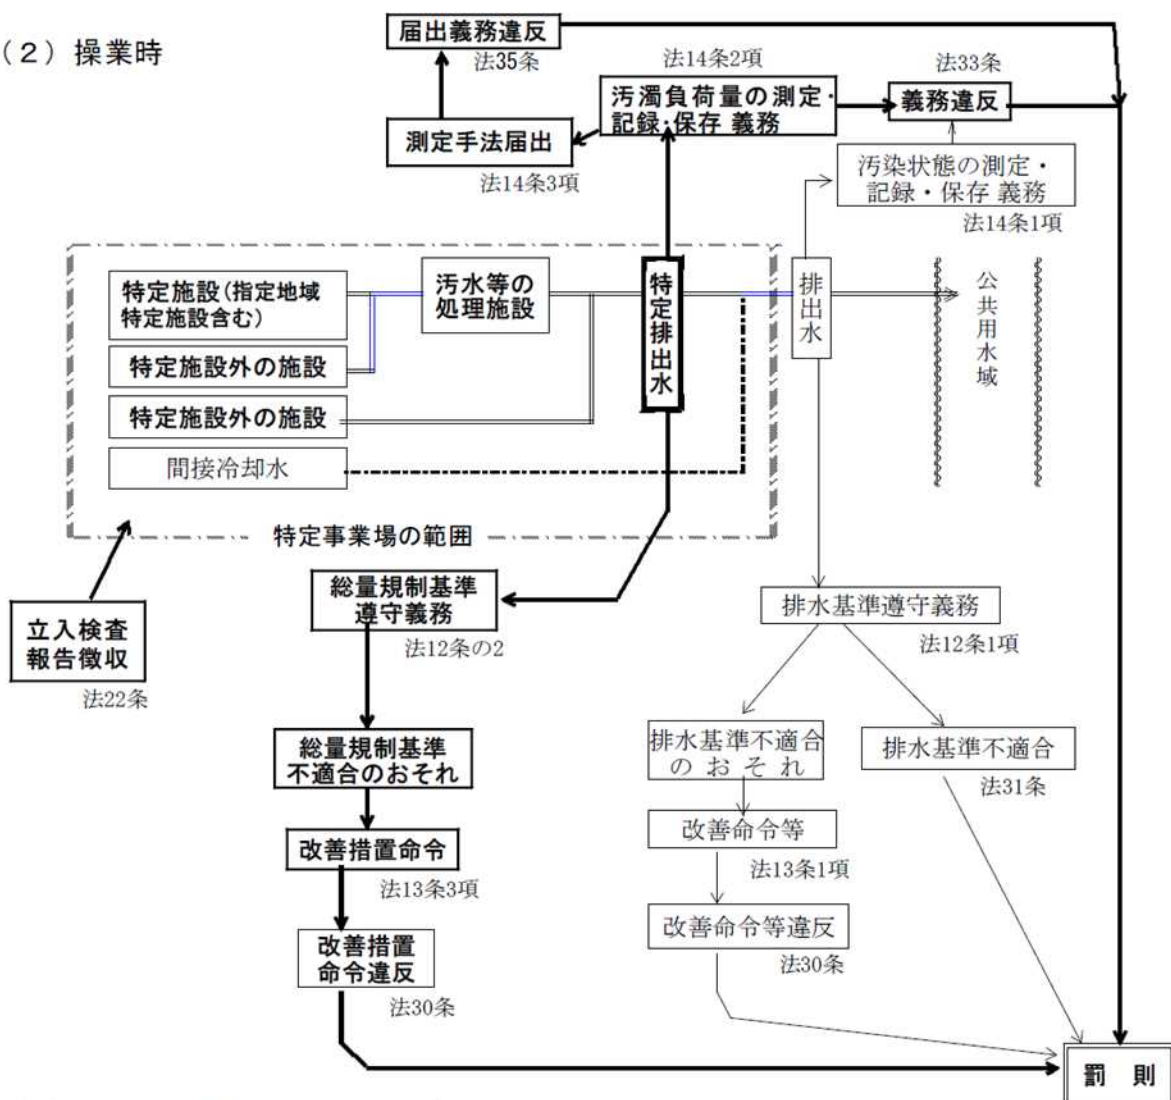 （2）操業時
届出義務違反
法35条
法14条2項
汚濁負荷量の測定・
記録・保存 義務
法33条
義務違反
測定手法届出
法14条3項
汚染状態の測定・
記録・保存 義務
法14条1項
特定施設（指定地域
特定施設含む）
汚水等の
処理施設
特定排出水
排出水
公共用水域
特定施設外の施設
特定施設外の施設
間接冷却水
特定事業場の範囲
立入検査
報告徴収
法22条
総量規制基準
遵守義務
法12条の2
排水基準遵守義務
法12条1項
総量規制基準
不適合のおそれ
排水基準不適合
のおそれ
排水基準不適合
法31条
改善措置命令
法13条3項
改善命令等
法13条1項
改善措置
命令違反
法30条
改善命令等違反
法30条
罰 則